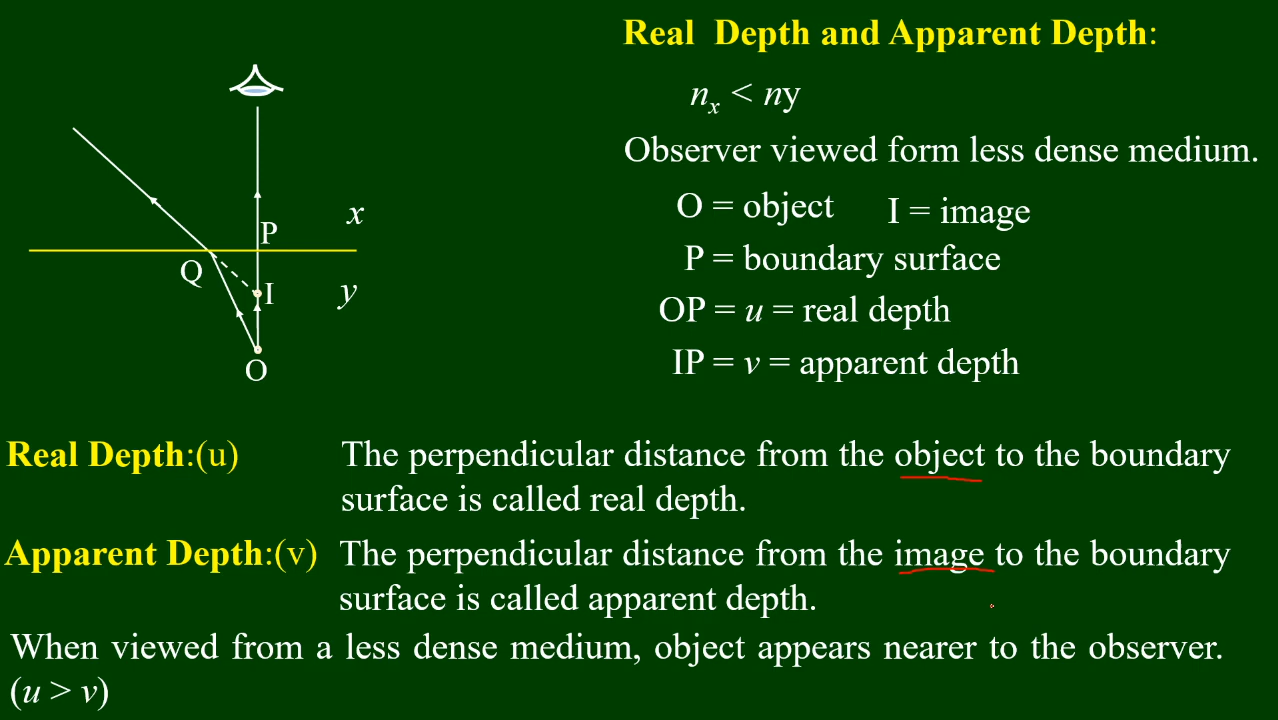 Real Depth and Apparent Depth:
nₓ < ny
Observer viewed form less dense medium.
O = object I = image
P = boundary surface
OP = u = real depth
IP = v = apparent depth
x
P
Q
I
y
O
Real Depth:(u) The perpendicular distance from the object to the boundary
surface is called real depth.
Apparent Depth:(v) The perpendicular distance from the image to the boundary
surface is called apparent depth.
When viewed from a less dense medium, object appears nearer to the observer.
(u > v)